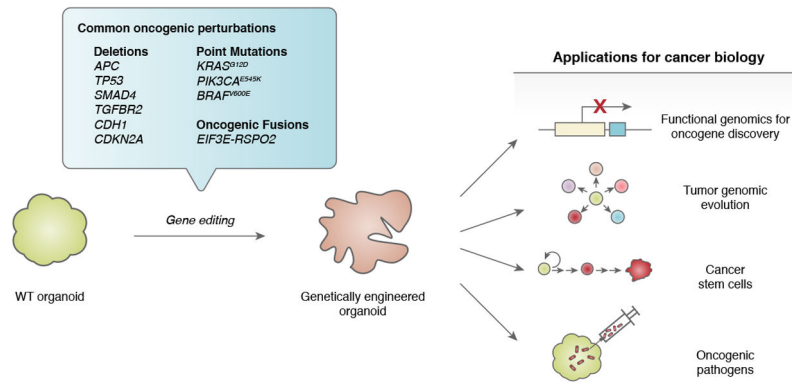 Common oncogenic perturbations
Deletions
APC
TP53
SMAD4
TGFBR2
CDH1
CDKN2A
Point Mutations
KRASG12D
PIK3CAE545K
BRAFV600E
Oncogenic Fusions
EIF3E-RSPO2
WT organoid
Gene editing
Genetically engineered
organoid
Applications for cancer biology
X
Functional genomics for
oncogene discovery
Tumor genomic
evolution
Cancer
stem cells
Oncogenic
pathogens